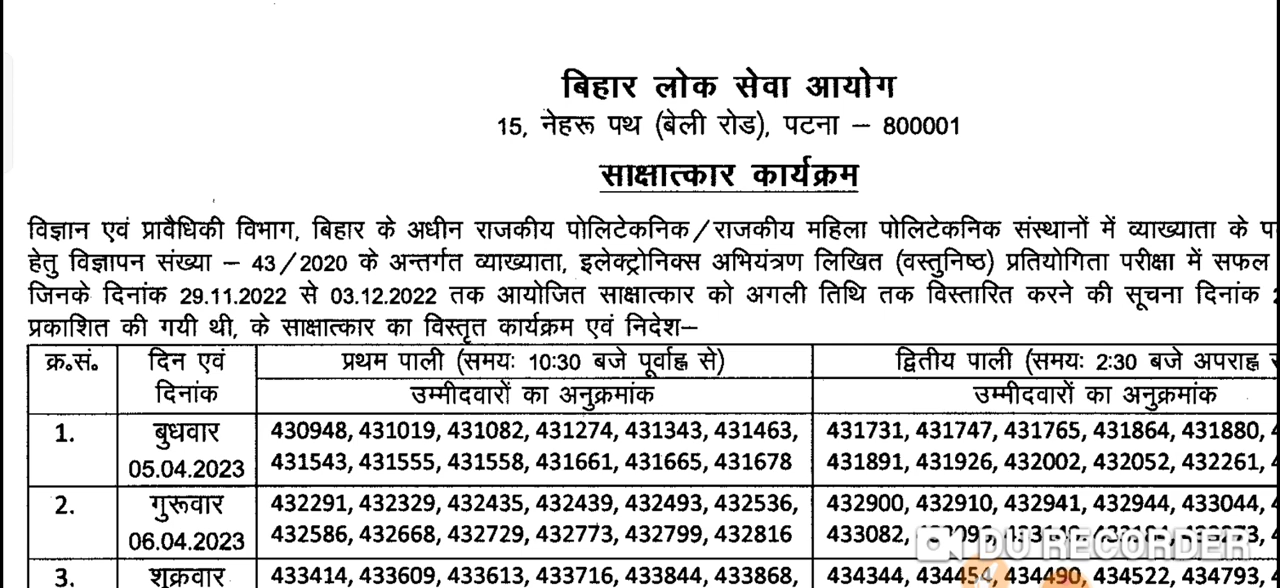 बिहार लोक सेवा आयोग
15, नेहरू पथ (बेली रोड), पटना – 800001
साक्षात्कार कार्यक्रम
विज्ञान एवं प्रावैधिकी विभाग, बिहार के अधीन राजकीय पोलिटेकनिक/राजकीय महिला पोलिटेकनिक संस्थानों में व्याख्याता के
हेतु विज्ञापन संख्या – 43/2020 के अन्तर्गत व्याख्याता, इलेक्ट्रोनिक्स अभियंत्रण लिखित (वस्तुनिष्ठ) प्रतियोगिता परीक्षा में सफल
जिनके दिनांक 29.11.2022 से 03.12.2022 तक आयोजित साक्षात्कार को अगली तिथि तक विस्तारित करने की सूचना दिनांक
प्रकाशित की गयी थी, के साक्षात्कार का विस्तृत कार्यक्रम एवं निदेश–
क्र.सं. दिन एवं प्रथम पाली (समयः 10:30 बजे पूर्वाह्न से) द्वितीय पाली (समयः 2:30 बजे अपराह्न
दिनांक उम्मीदवारों का अनुक्रमांक उम्मीदवारों का अनुक्रमांक
1. बुधवार 430948, 431019, 431082, 431274, 431343, 431463, 431731, 431747, 431765, 431864, 431880,
05.04.2023 431543, 431555, 431558, 431661, 431665, 431678 431891, 431926, 432002, 432052, 432261,
2. गुरूवार 432291, 432329, 432435, 432439, 432493, 432536, 432900, 432910, 432941, 432944, 433044,
06.04.2023 432586, 432668, 432729, 432773, 432799, 432816 433082,
DU RECORDER
3. शुक्रवार 433414, 433609, 433613, 433716, 433844, 433868, 434344, 434454, 434490, 434522, 434793,